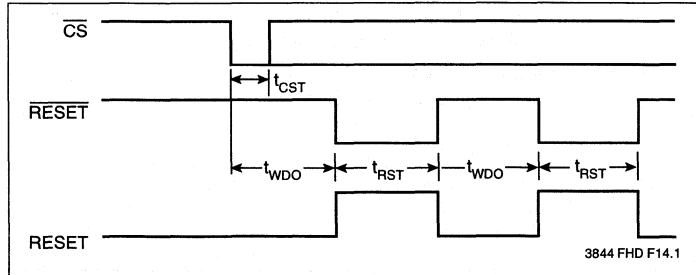 CS
tCST
RESET
tWDO tRST tWDO tRST
RESET
3844 FHD F14.1